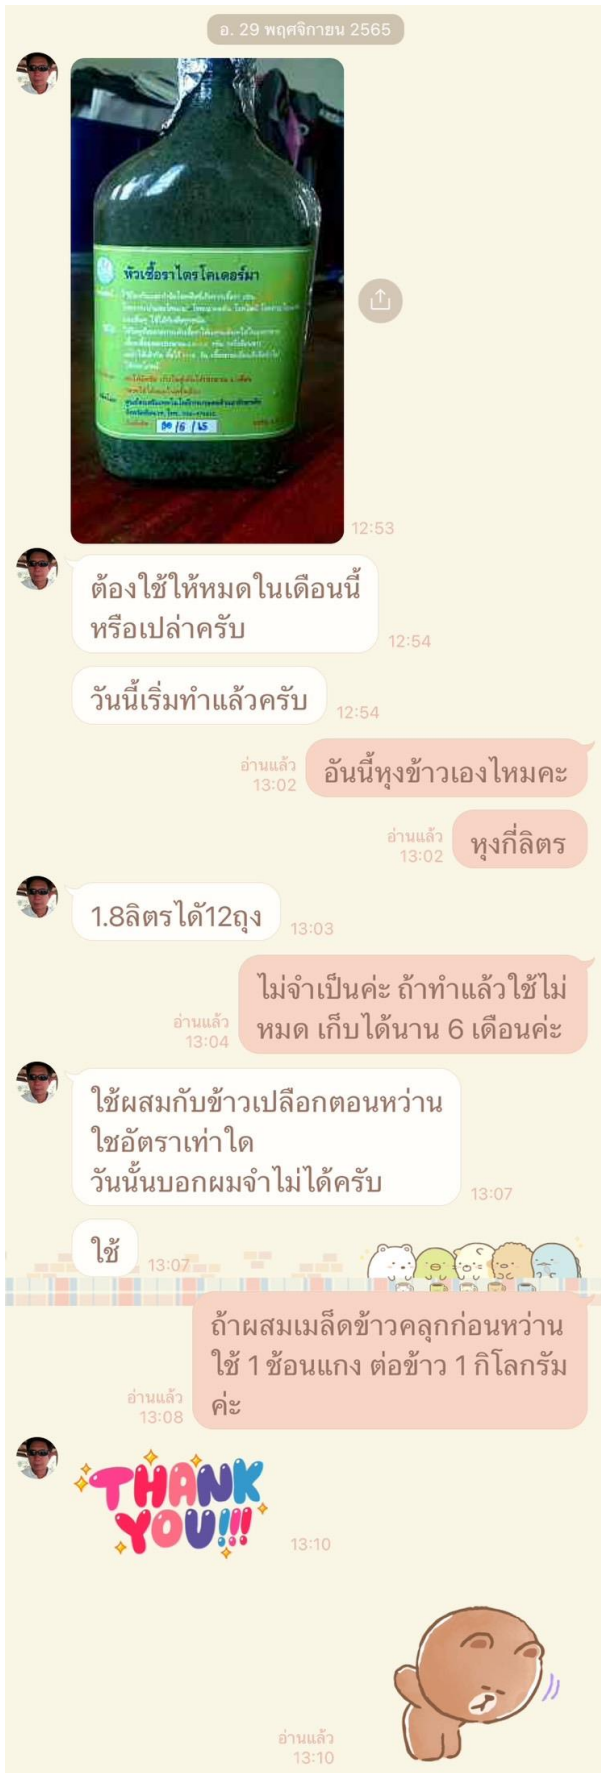 อ. 29 พฤศจิกายน 2565
หัวเชื้อราไตรโคเดอร์มา
12:53
ต้องใช้ให้หมดในเดือนนี้
หรือเปล่าครับ
12:54
วันนี้เริ่มทำแล้วครับ
12:54
อันนี้หุงข้าวเองไหมคะ
อ่านแล้ว
13:02
หุงกี่ลิตร
อ่านแล้ว
13:02
1.8ลิตรได้12ถุง
13:03
ไม่จำเป็นค่ะ ถ้าทำแล้วใช้ไม่
หมด เก็บได้นาน 6 เดือนค่ะ
อ่านแล้ว
13:04
ใช้ผสมกับข้าวเปลือกตอนหว่าน
ใชอัตราเท่าใด
วันนั้นบอกผมจำไม่ได้ครับ
13:07
ใช้
13:07
ถ้าผสมเมล็ดข้าวคลุกก่อนหว่าน
ใช้ 1 ช้อนแกง ต่อข้าว 1 กิโลกรัม
ค่ะ
อ่านแล้ว
13:08
THANK
YOU!!!
13:10
อ่านแล้ว
13:10